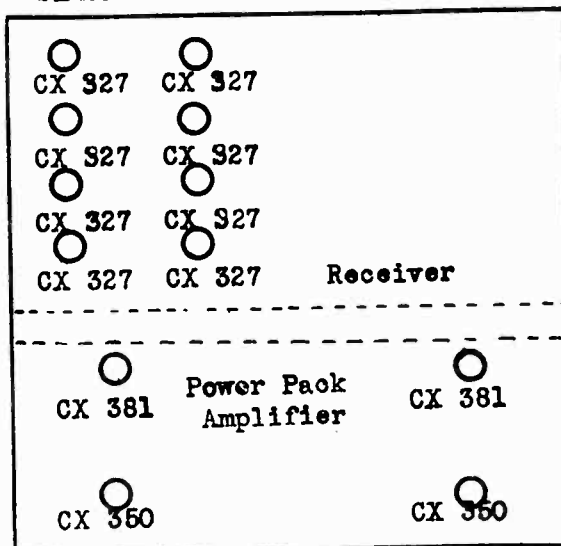 CX 327 CX 327
CX 327 CX 327
CX 327 CX 327
CX 327 CX 327
Receiver
CX 381
Power Pack
Amplifier
CX 381
CX 350
CX 350